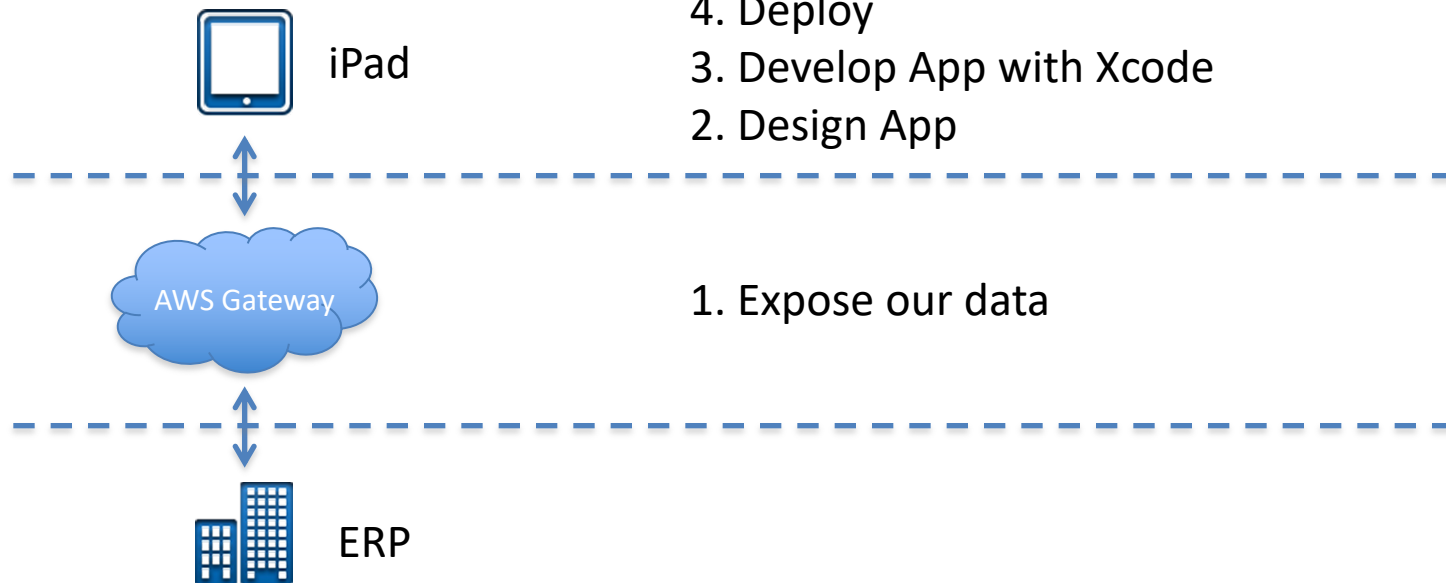 4. Deploy
iPad
3. Develop App with Xcode
2. Design App
AWS Gateway
1. Expose our data
ERP